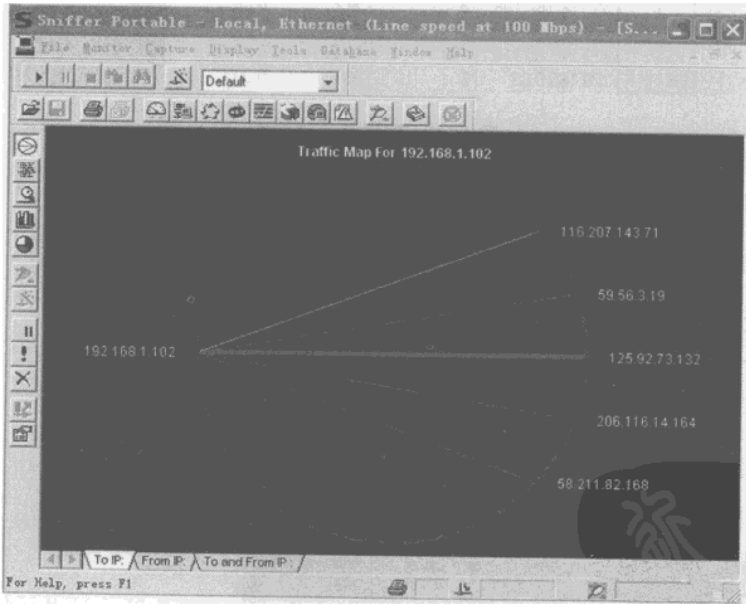 Sniffer Portable - Local, Ethernet (Line speed at 100 Mbps) - [S...
File Monitor Capture Display Tools Database Window Help
Default
Traffic Map For 192.168.1.102
116.207.143.71
59.56.3.19
192.168.1.102
125.92.73.132
206.116.14.164
58.211.82.168
To IP: From IP: To and From IP :
For Help, press F1